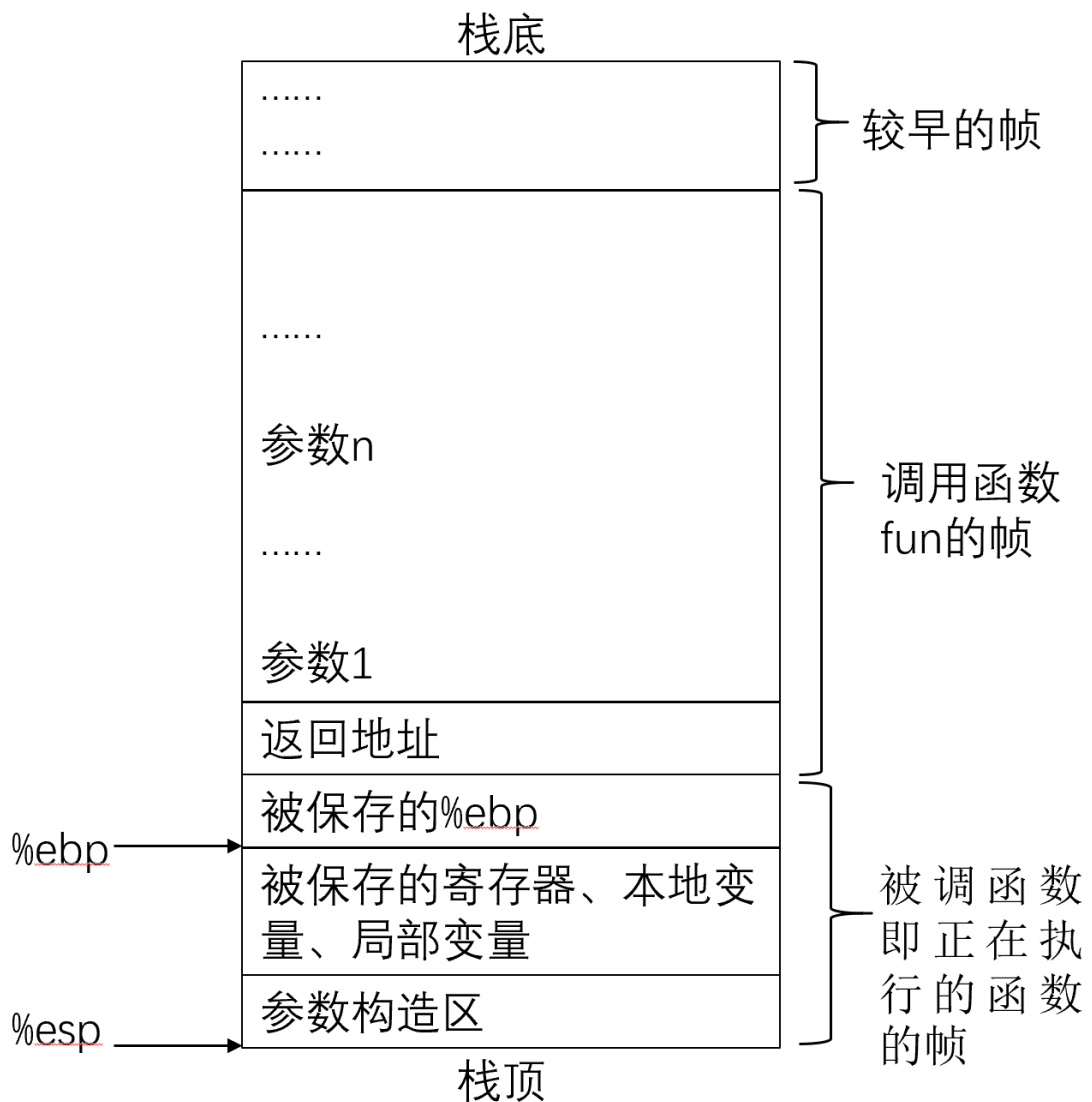 栈底
……
……
较早的帧
……
参数n
……
参数1
调用函数
fun的帧
返回地址
被保存的%ebp
%ebp
被保存的寄存器、本地变
量、局部变量
参数构造区
%esp
被调函数
即正在执
行的函数
的帧
栈顶